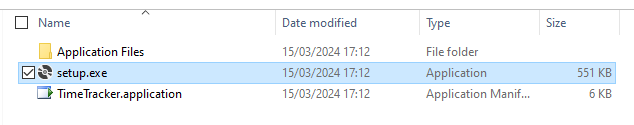 Name Date modified Type Size
Application Files 15/03/2024 17:12 File folder
setup.exe 15/03/2024 17:12 Application 551 KB
TimeTracker.application 15/03/2024 17:12 Application Manif... 6 KB